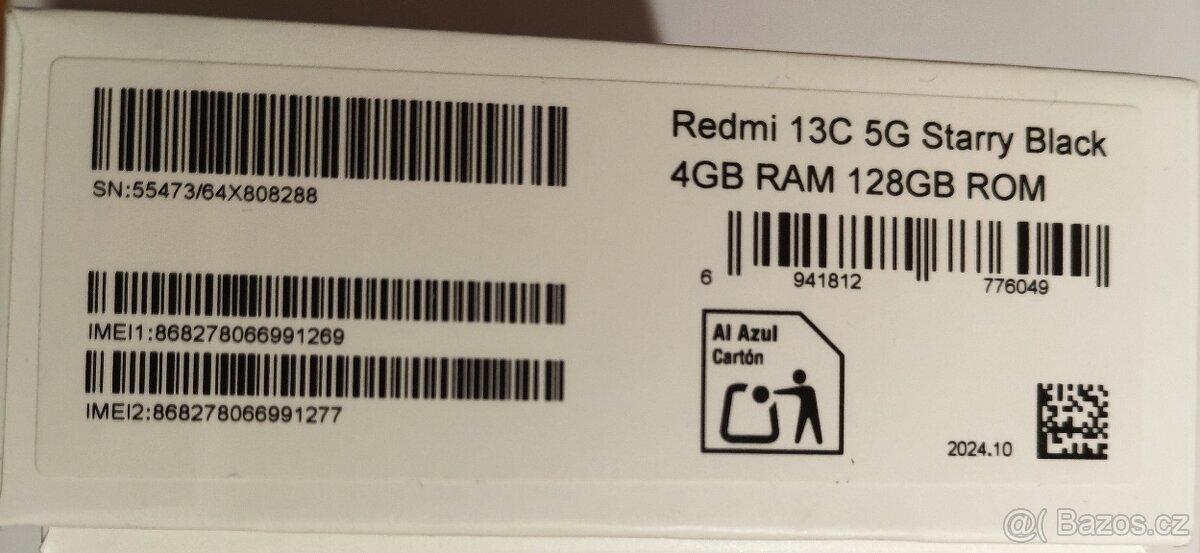 SN:55473/64X808288
IMEI1:868278066991269
IMEI2:868278066991277
Redmi 13C 5G Starry Black
4GB RAM 128GB ROM
6 941812 776049
Al Azul
Cartón
2024.10
@( Bazos.cz